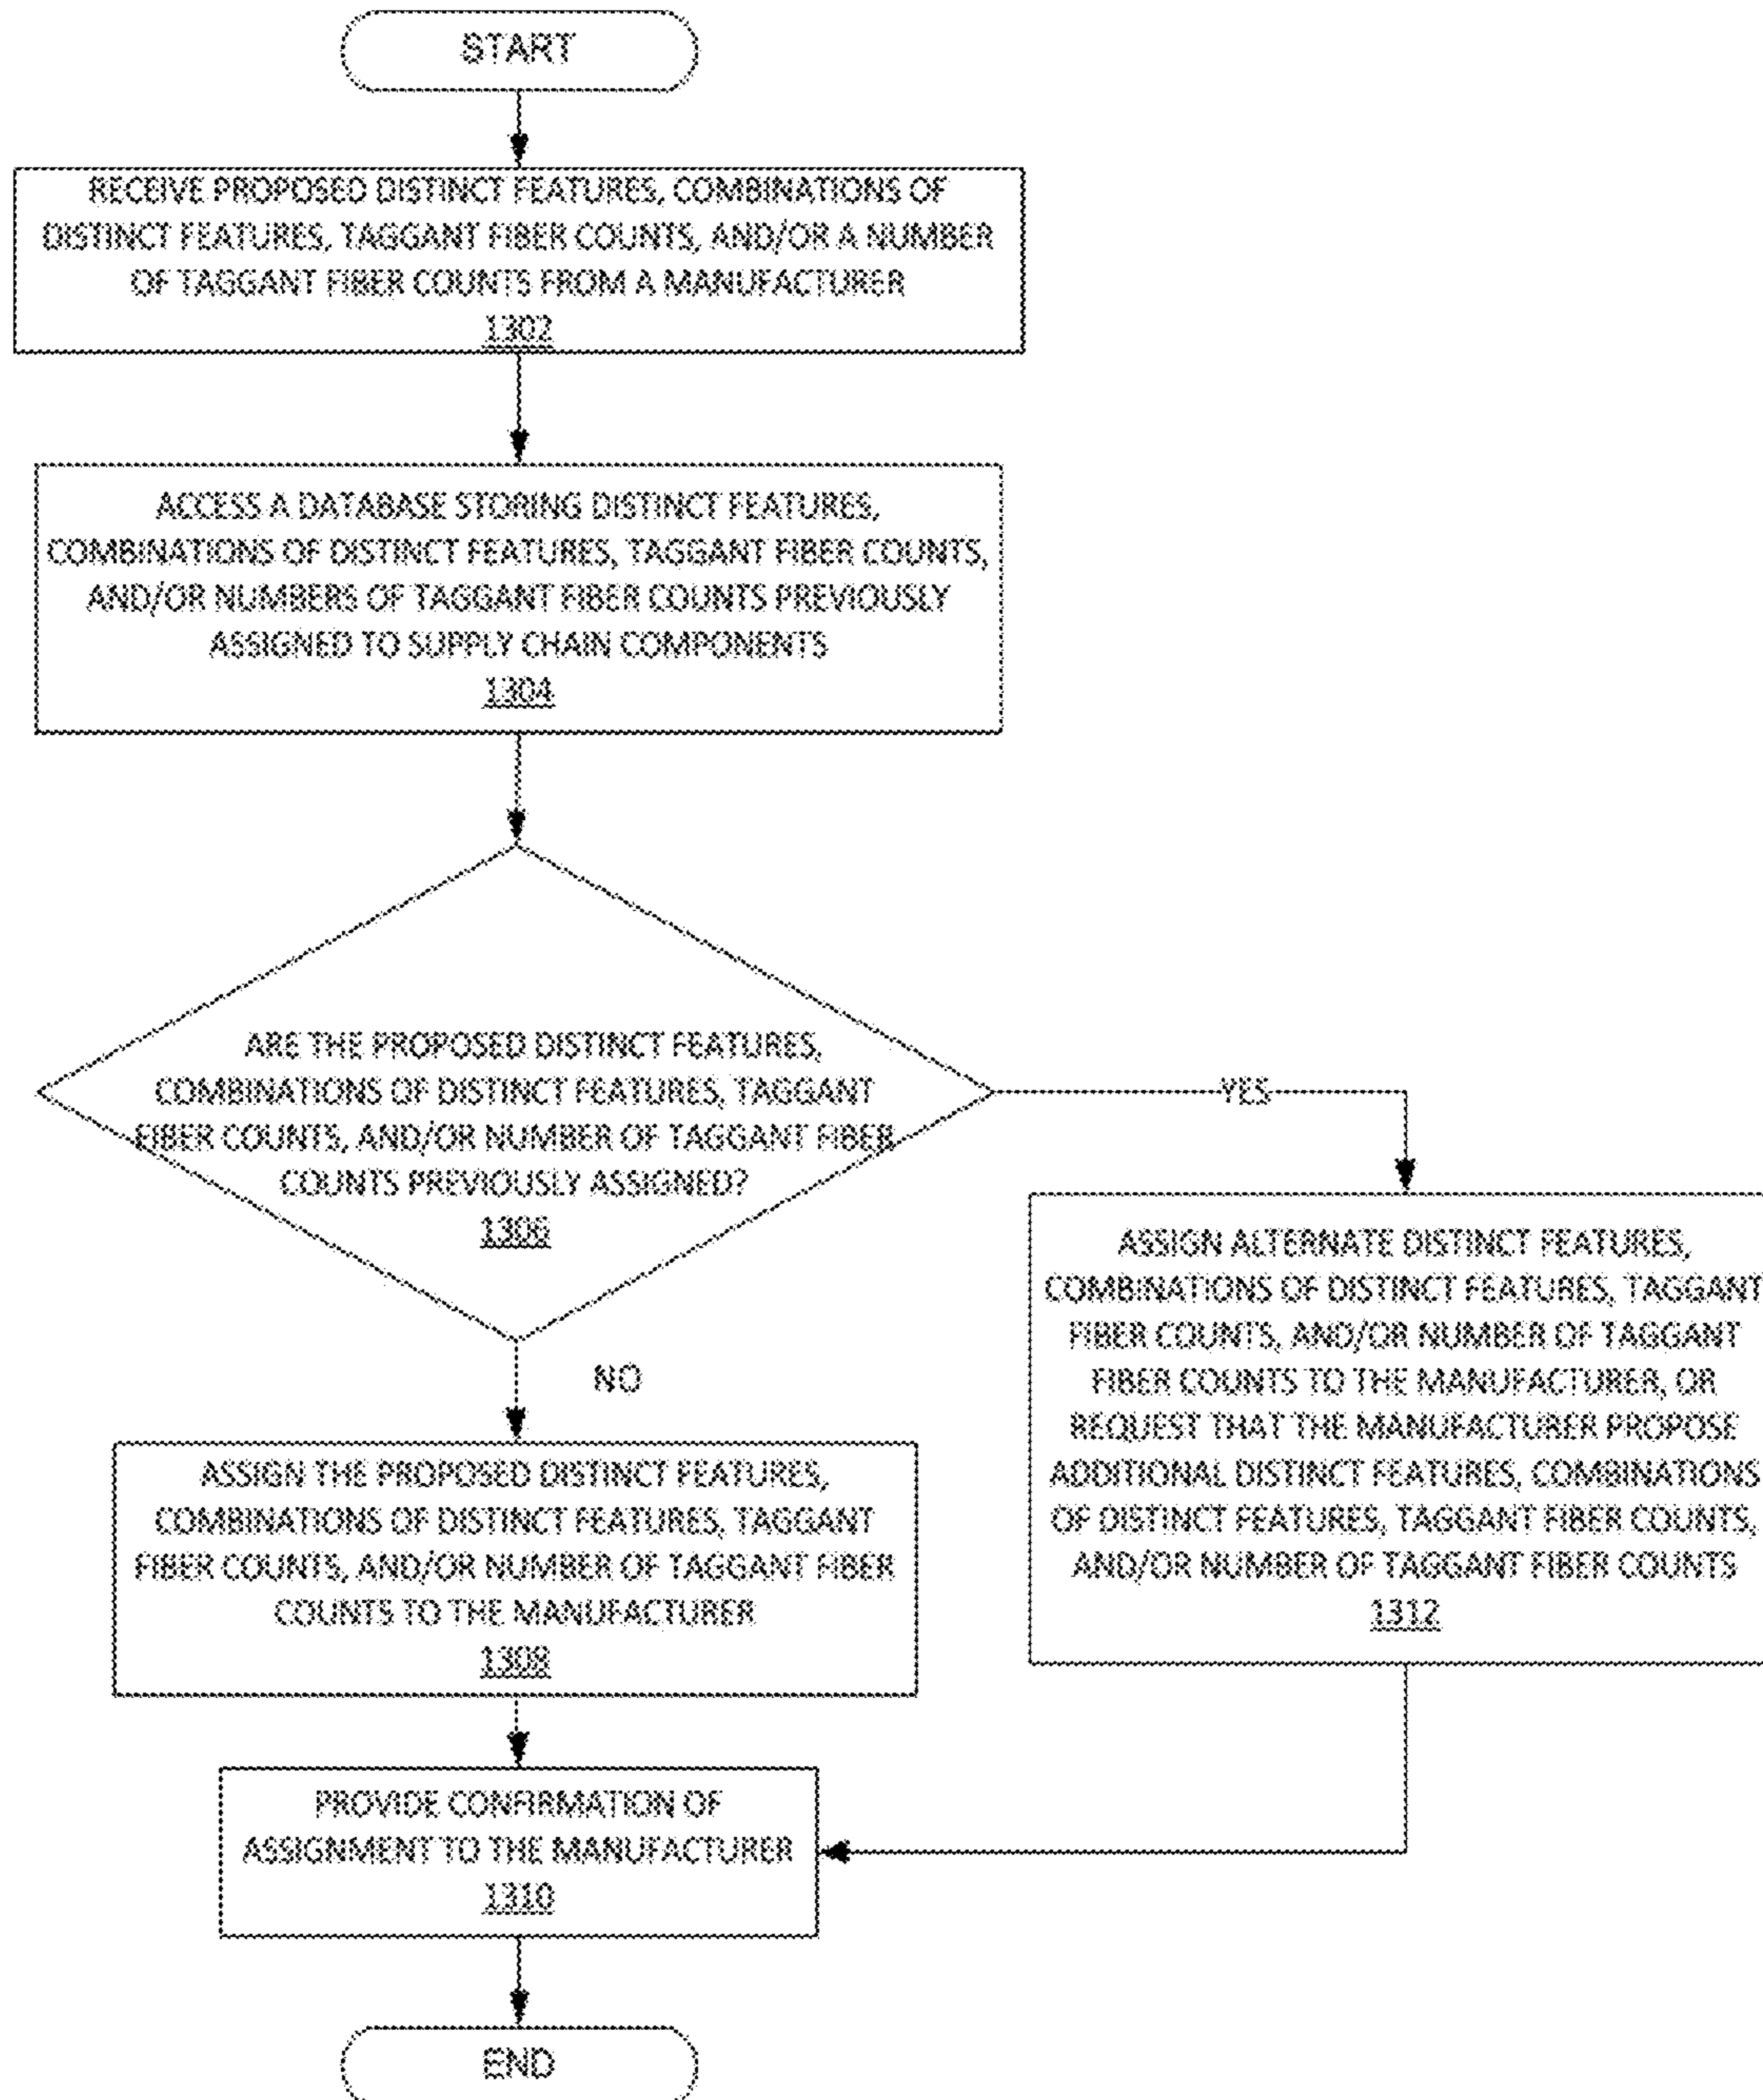 START
RECEIVE PROPOSED DISTINCT FEATURES, COMBINATIONS OF
DISTINCT FEATURES, TAGGANT FIBER COUNTS, AND/OR A NUMBER
OF TAGGANT FIBER COUNTS FROM A MANUFACTURER
1302
ACCESS A DATABASE STORING DISTINCT FEATURES,
COMBINATIONS OF DISTINCT FEATURES, TAGGANT FIBER COUNTS,
AND/OR NUMBERS OF TAGGANT FIBER COUNTS PREVIOUSLY
ASSIGNED TO SUPPLY CHAIN COMPONENTS
1304
ARE THE PROPOSED DISTINCT FEATURES,
COMBINATIONS OF DISTINCT FEATURES, TAGGANT
FIBER COUNTS, AND/OR NUMBER OF TAGGANT FIBER
COUNTS PREVIOUSLY ASSIGNED?
1306
YES
NO
ASSIGN ALTERNATE DISTINCT FEATURES,
COMBINATIONS OF DISTINCT FEATURES, TAGGANT
FIBER COUNTS, AND/OR NUMBER OF TAGGANT
FIBER COUNTS TO THE MANUFACTURER, OR
REQUEST THAT THE MANUFACTURER PROPOSE
ADDITIONAL DISTINCT FEATURES, COMBINATIONS
OF DISTINCT FEATURES, TAGGANT FIBER COUNTS,
AND/OR NUMBER OF TAGGANT FIBER COUNTS
1312
ASSIGN THE PROPOSED DISTINCT FEATURES,
COMBINATIONS OF DISTINCT FEATURES, TAGGANT
FIBER COUNTS, AND/OR NUMBER OF TAGGANT FIBER
COUNTS TO THE MANUFACTURER
1308
PROVIDE CONFIRMATION OF
ASSIGNMENT TO THE MANUFACTURER
1310
END